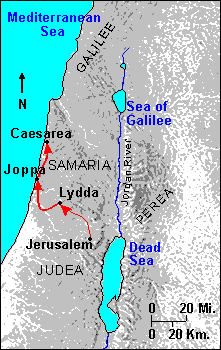 Mediterranean
Sea
GALILEE
N
Sea of
Galilee
Caesarea
SAMARIA
Joppa
Jordan River
Lydda
PEREA
Jerusalem
Dead
Sea
JUDEA
0 20 Mi.
0 20 Km.